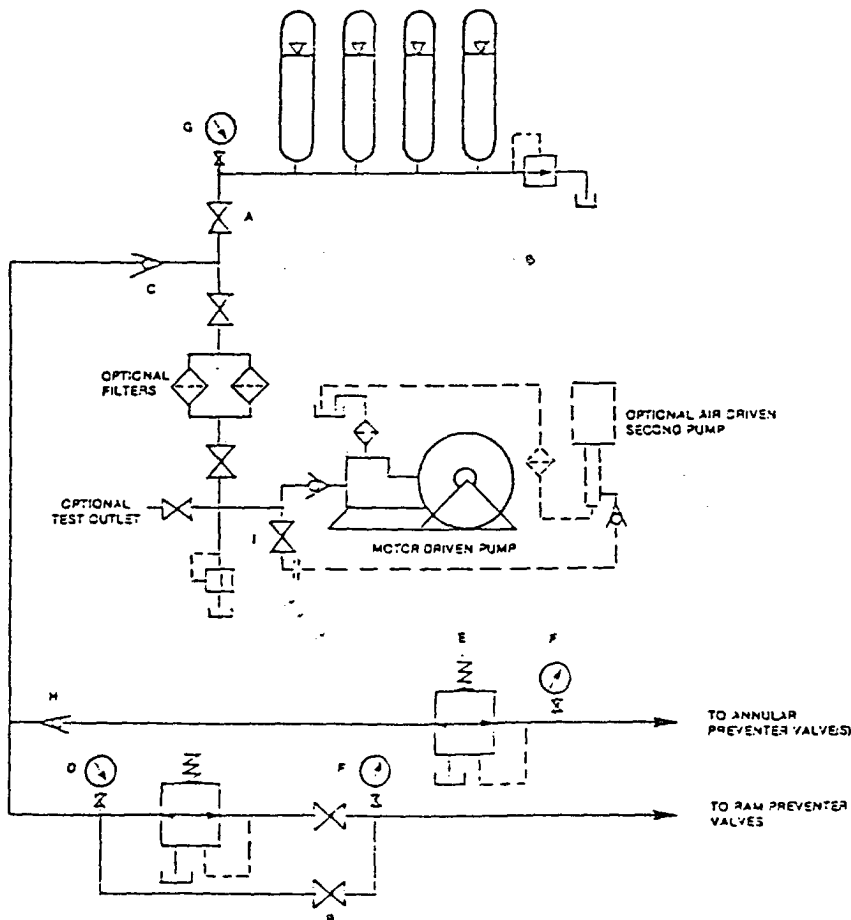 G
A
B
C
OPTIONAL
FILTERS
OPTIONAL AIR DRIVEN
SECOND PUMP
OPTIONAL
TEST OUTLET
I
MOTOR DRIVEN PUMP
E
F
H
TO ANNULAR
PREVENTER VALVE(S)
D
F
TO RAM PREVENTER
VALVES